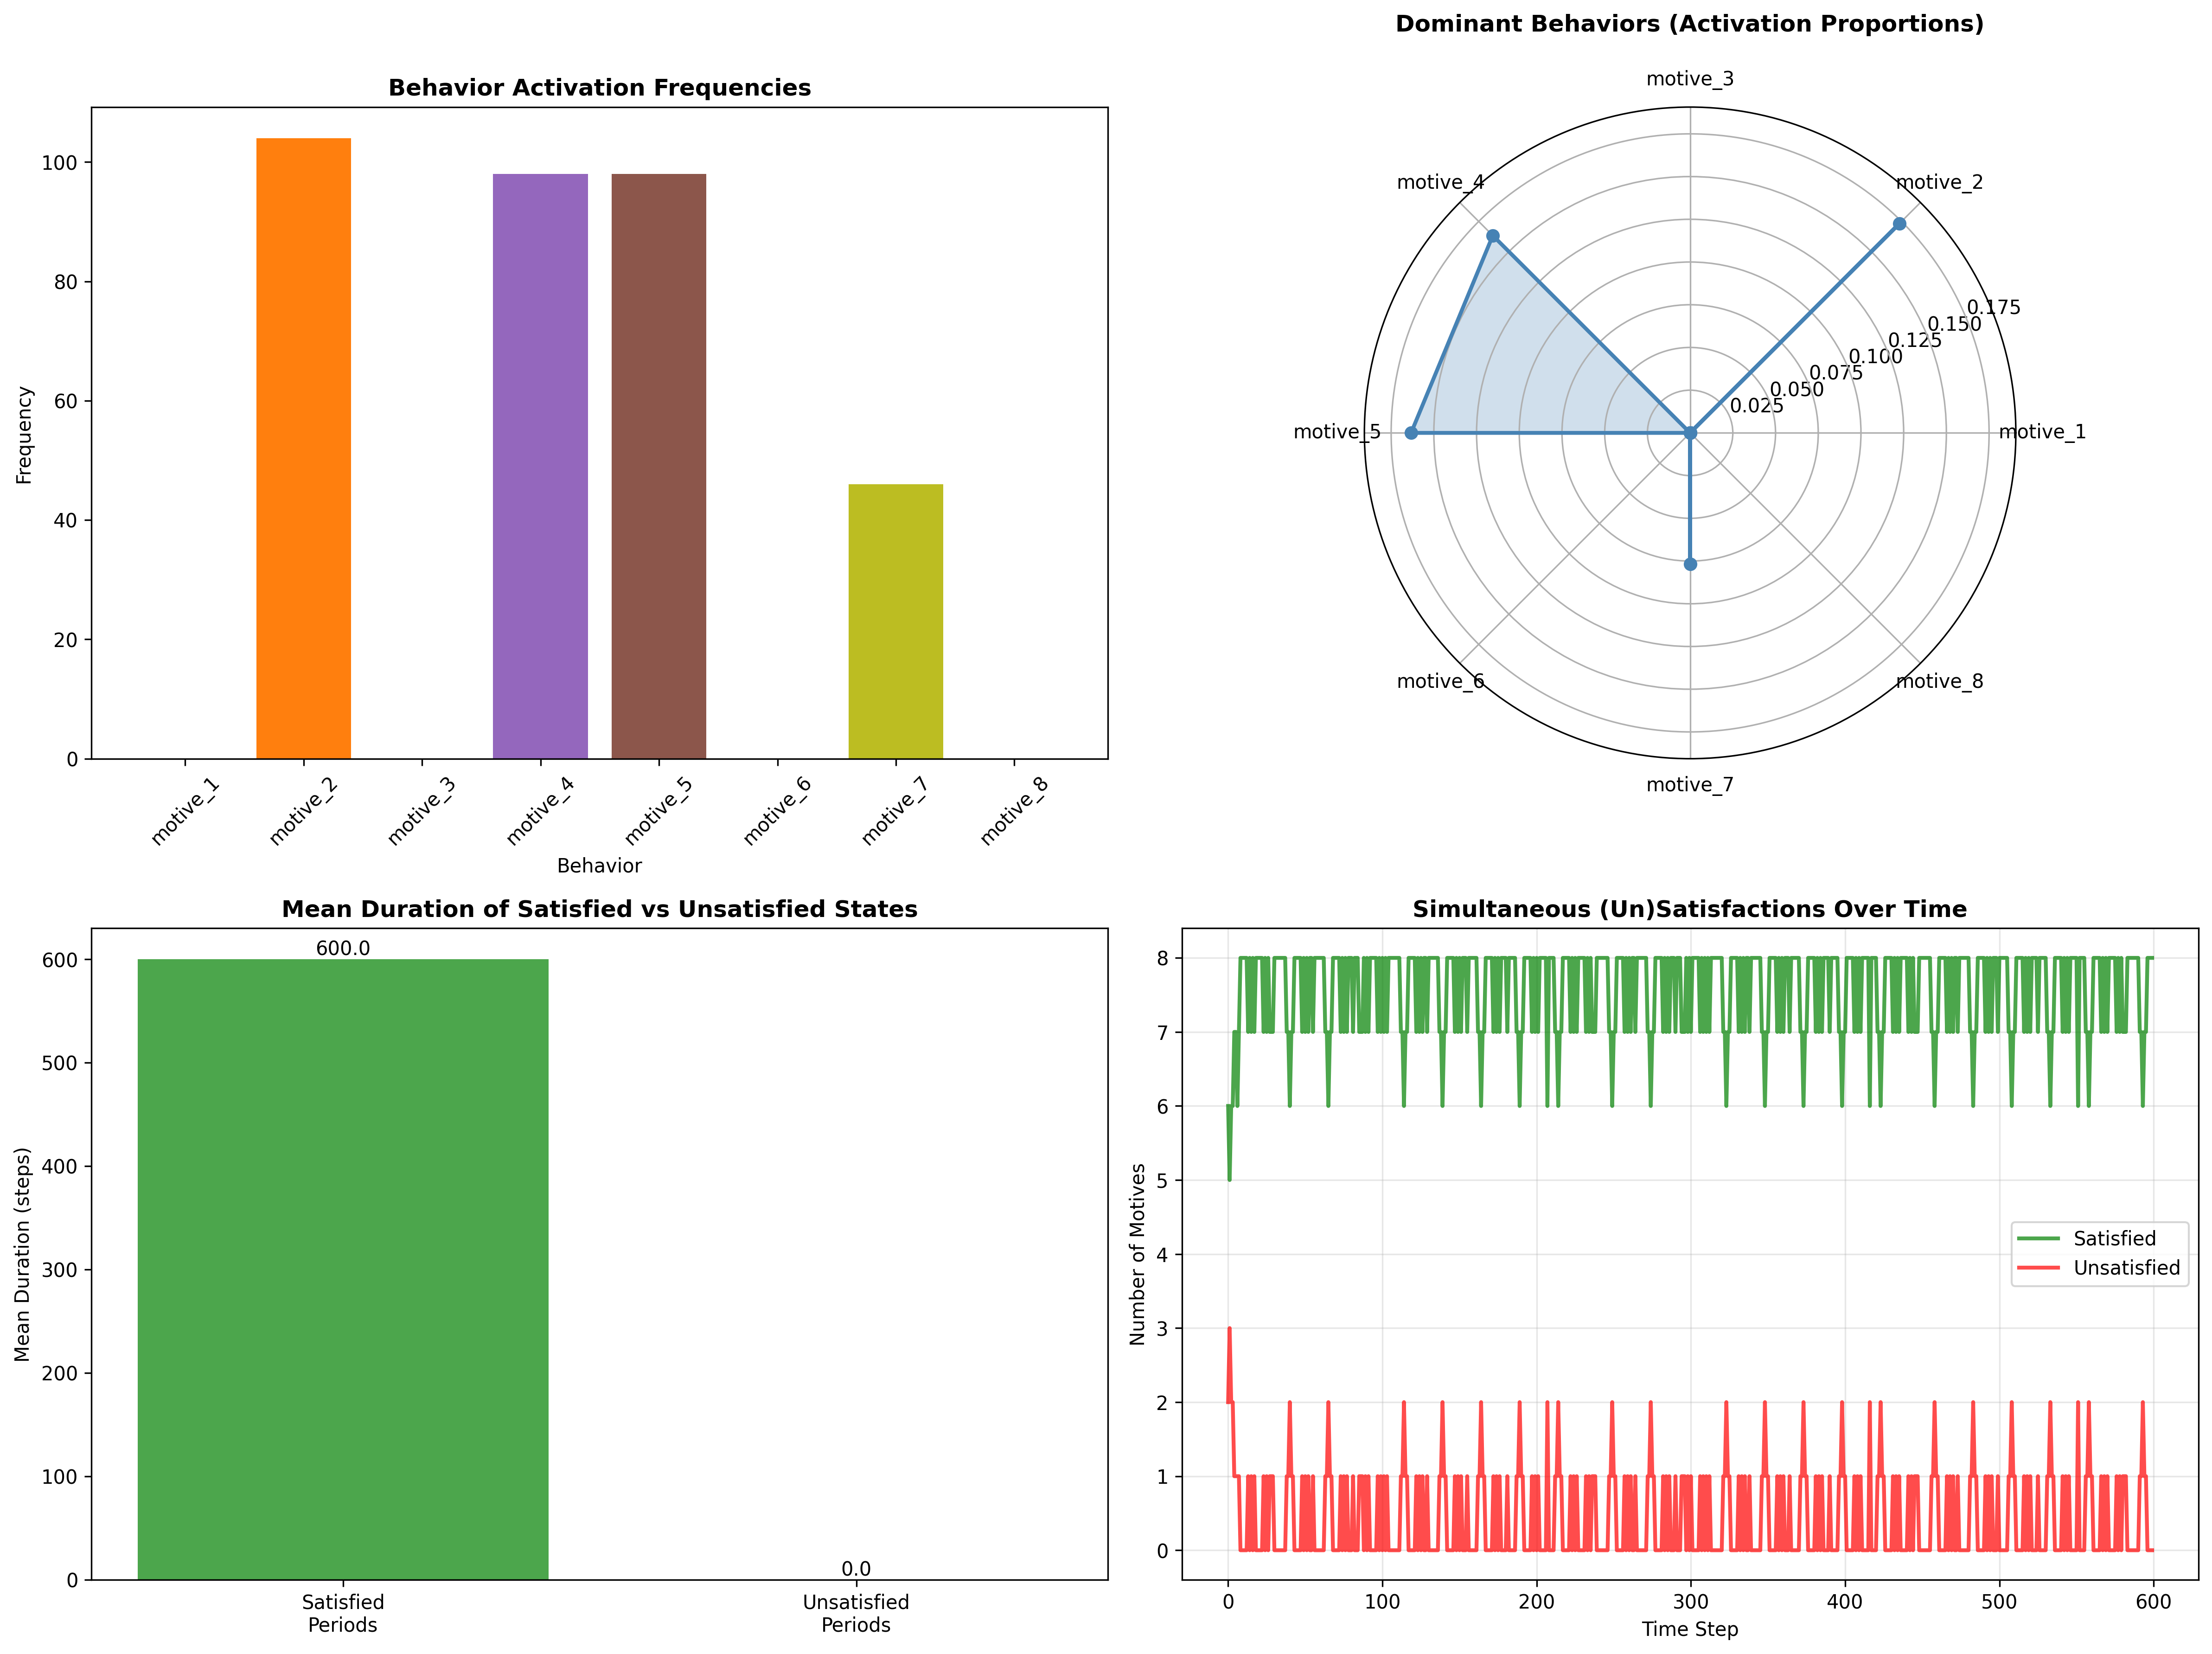 Behavior Activation Frequencies
Frequency
100
80
60
40
20
0
motive_1
motive_2
motive_3
motive_4
motive_5
motive_6
motive_7
motive_8
Behavior
Dominant Behaviors (Activation Proportions)
motive_3
motive_4
motive_2
0.175
0.150
0.125
0.100
0.075
0.050
0.025
motive_5
motive_1
motive_6
motive_8
motive_7
Mean Duration of Satisfied vs Unsatisfied States
Mean Duration (steps)
600
500
400
300
200
100
0
600.0
0.0
Satisfied
Periods
Unsatisfied
Periods
Simultaneous (Un)Satisfactions Over Time
Number of Motives
8
7
6
5
4
3
2
1
0
Satisfied
Unsatisfied
0
100
200
300
400
500
600
Time Step